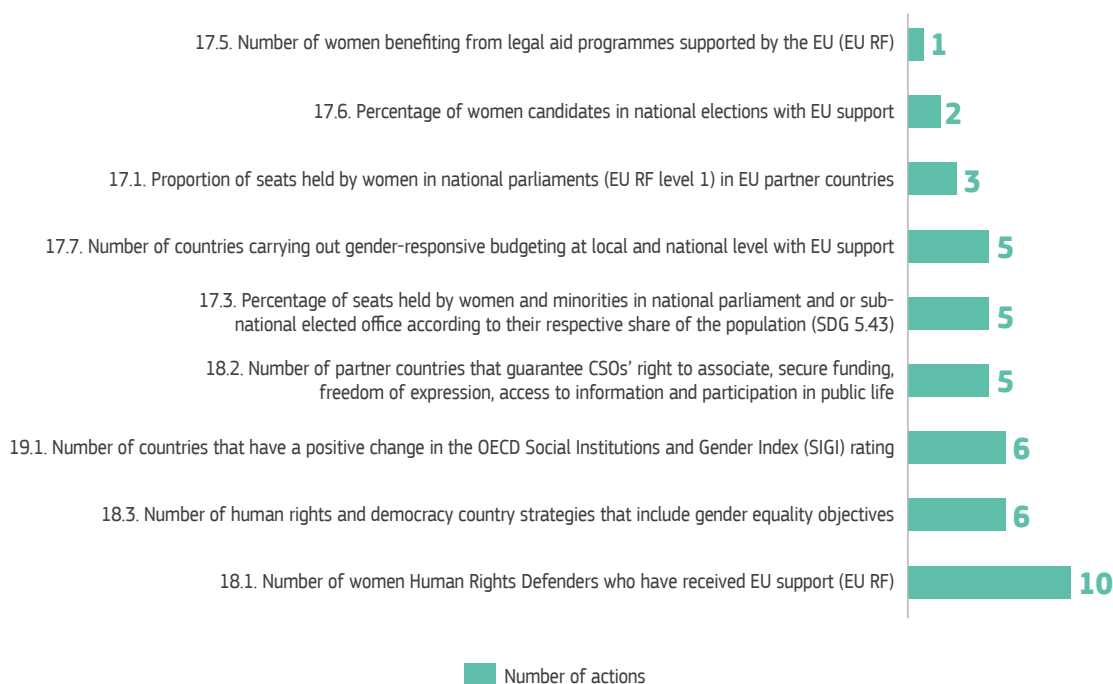 17.5. Number of women benefiting from legal aid programmes supported by the EU (EU RF)
1
17.6. Percentage of women candidates in national elections with EU support
2
17.1. Proportion of seats held by women in national parliaments (EU RF level 1) in EU partner countries
3
17.7. Number of countries carrying out gender-responsive budgeting at local and national level with EU support
5
17.3. Percentage of seats held by women and minorities in national parliament and or sub-
national elected office according to their respective share of the population (SDG 5.43)
5
18.2. Number of partner countries that guarantee CSOs' right to associate, secure funding,
freedom of expression, access to information and participation in public life
5
19.1. Number of countries that have a positive change in the OECD Social Institutions and Gender Index (SIGI) rating
6
18.3. Number of human rights and democracy country strategies that include gender equality objectives
6
18.1. Number of women Human Rights Defenders who have received EU support (EU RF)
10
Number of actions